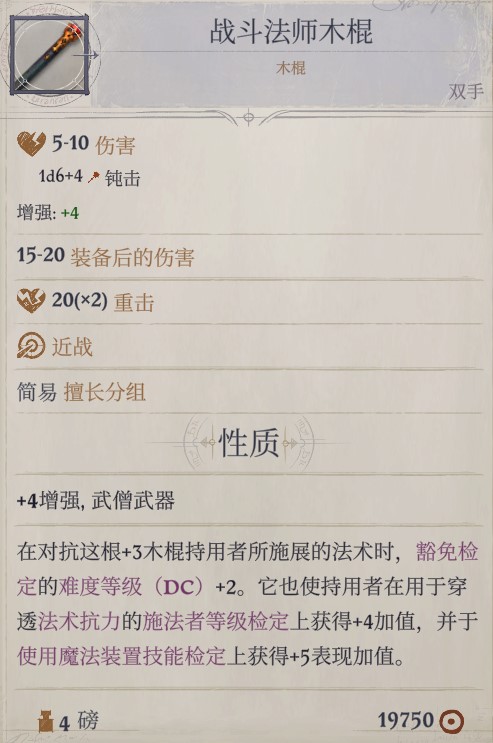 战斗法师木棍
木棍
双手
5-10 伤害
1d6+4 钝击
增强: +4
15-20 装备后的伤害
20(×2) 重击
近战
简易 擅长分组
性质
+4增强, 武僧武器
在对抗这根+3木棍持用者所施展的法术时，豁免检
定的难度等级（DC）+2。它也使持用者在用于穿
透法术抗力的施法者等级检定上获得+4加值，并于
使用魔法装置技能检定上获得+5表现加值。
4 磅
19750